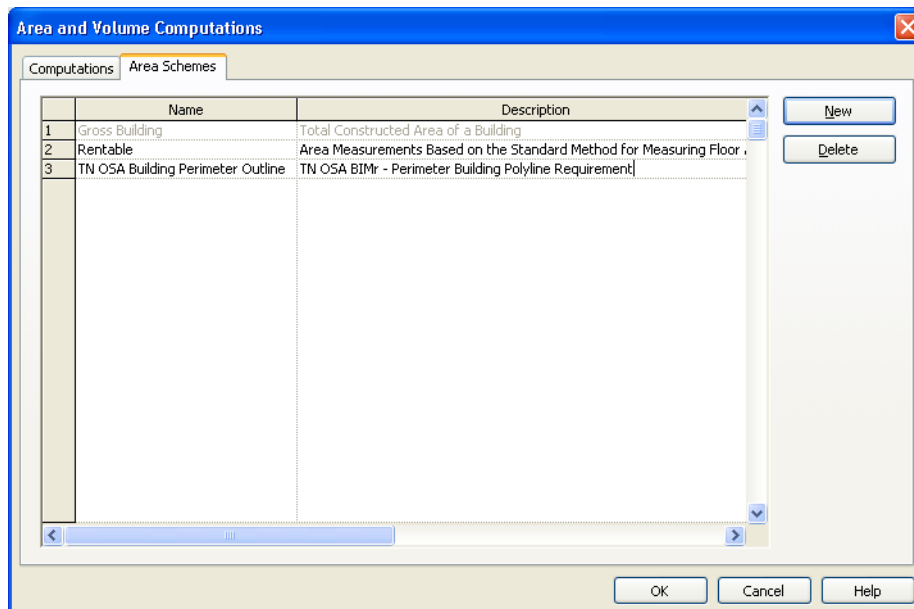 Area and Volume Computations
Computations Area Schemes
Name Description
1 Gross Building Total Constructed Area of a Building
2 Rentable Area Measurements Based on the Standard Method for Measuring Floor
3 TN OSA Building Perimeter Outline TN OSA BIMr - Perimeter Building Polyline Requirement
New
Delete
OK Cancel Help